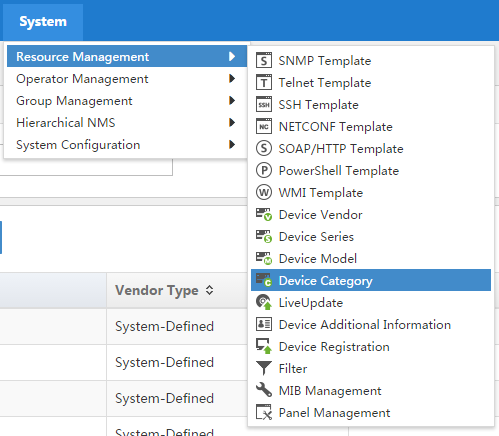 System
Resource Management
Operator Management
Group Management
Hierarchical NMS
System Configuration
SNMP Template
Telnet Template
SSH Template
NETCONF Template
SOAP/HTTP Template
PowerShell Template
WMI Template
Device Vendor
Device Series
Device Model
Device Category
LiveUpdate
Device Additional Information
Device Registration
Filter
MIB Management
Panel Management
Vendor Type
System-Defined
System-Defined
System-Defined
System-Defined